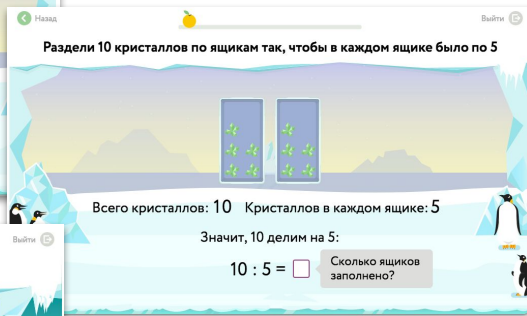 Назад
Выйти
Раздели 10 кристаллов по ящикам так, чтобы в каждом ящике было по 5
Всего кристаллов: 10 Кристаллов в каждом ящике: 5
Значит, 10 делим на 5:
10 : 5 =
Сколько ящиков
заполнено?
Выйти